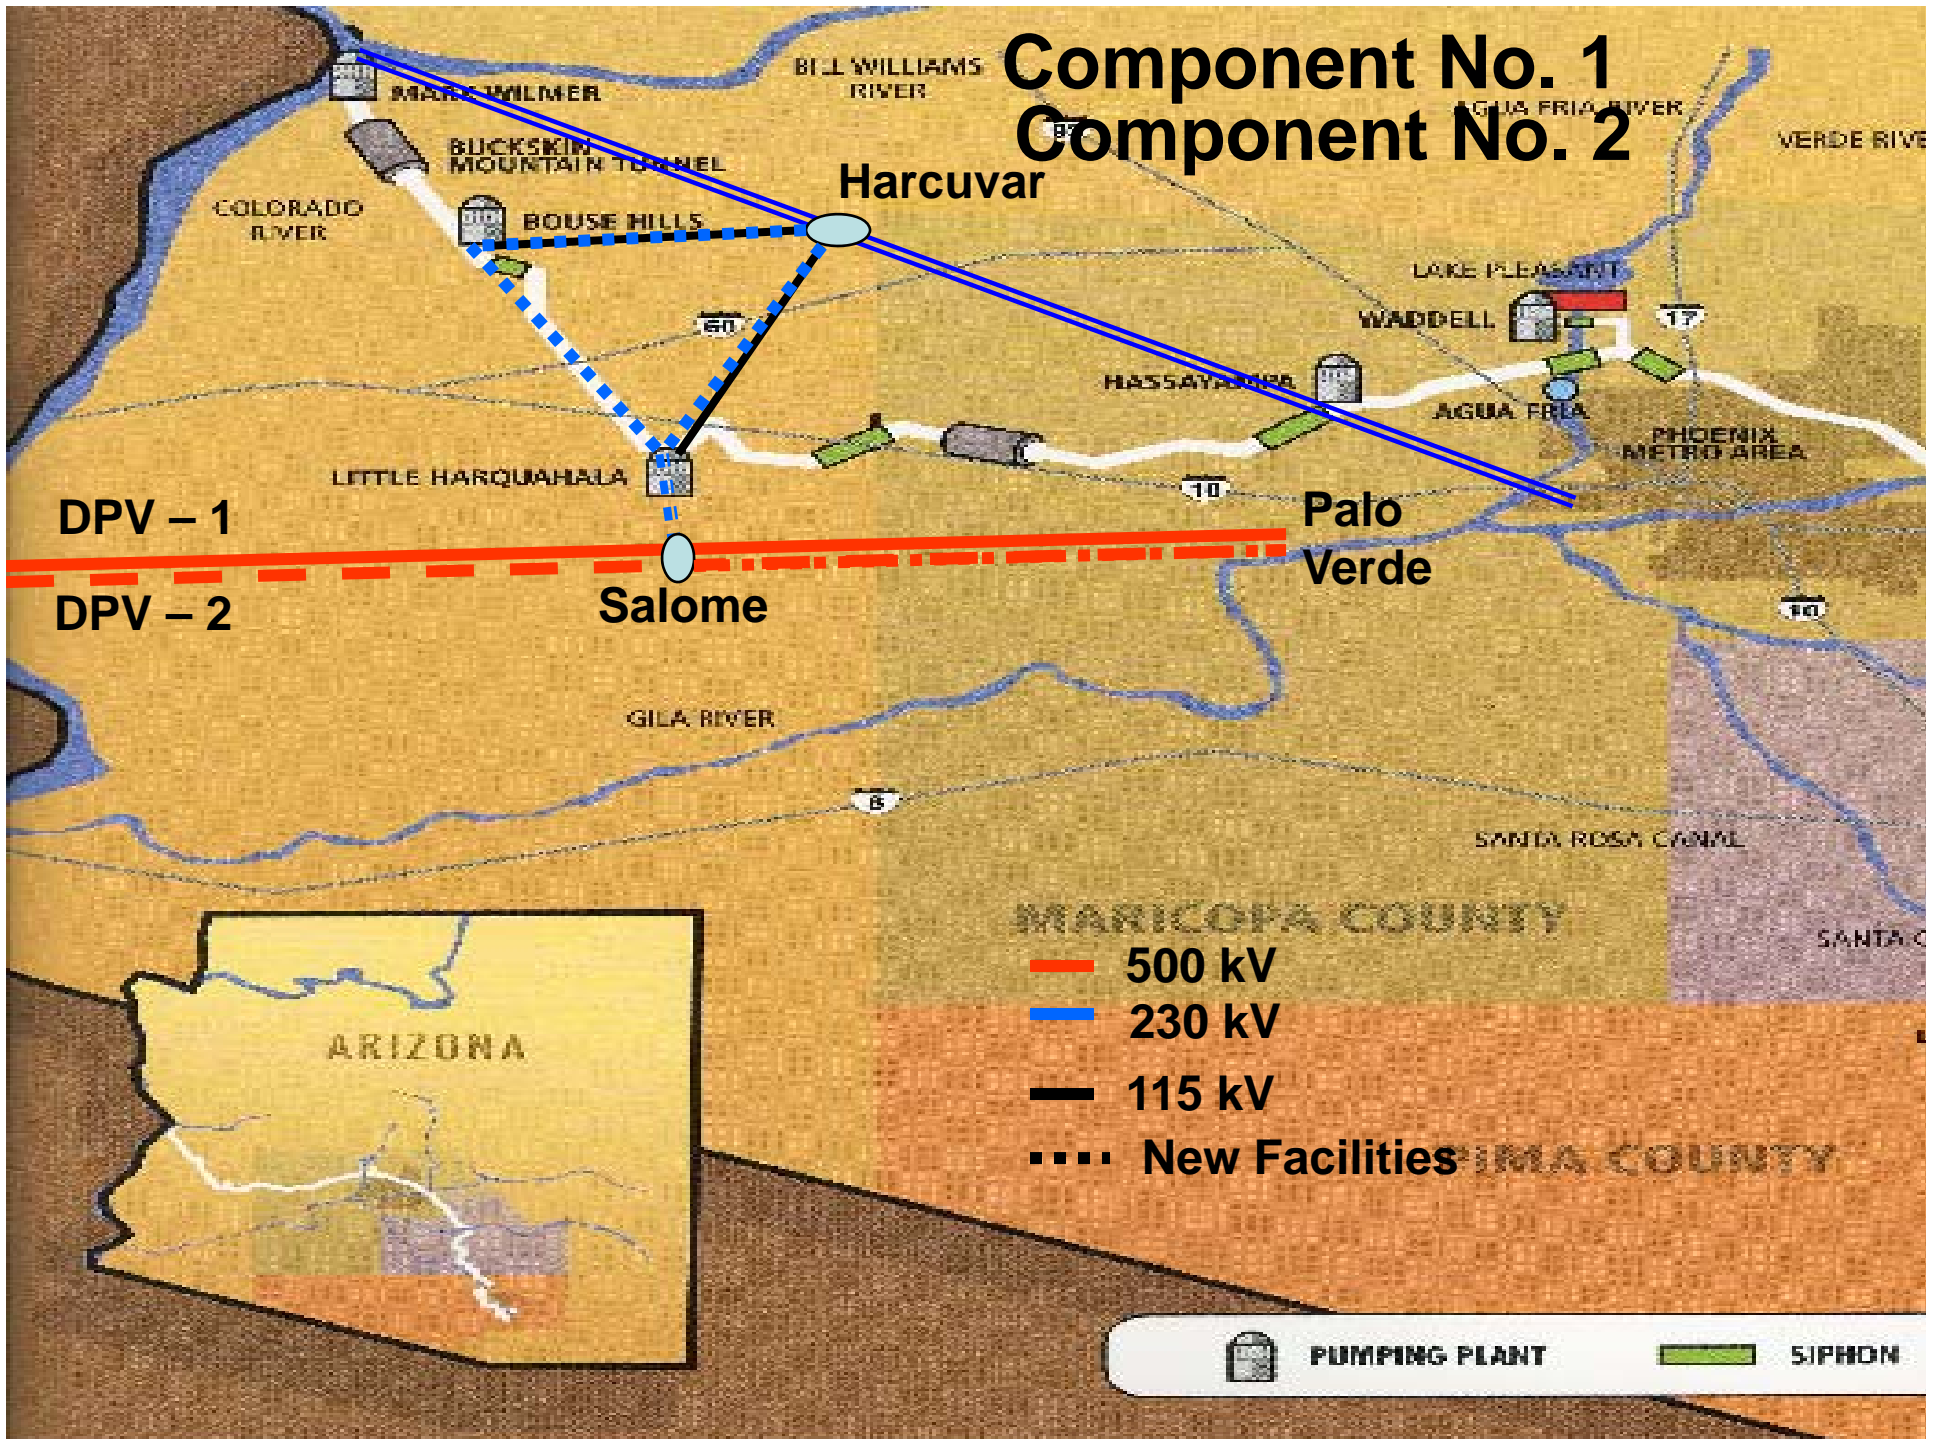 Component No. 1
Component No. 2
BILL WILLIAMS
RIVER
MARK WILMER
AGUA FRIA RIVER
VERDE RIVE
BUCKSKIN
MOUNTAIN TUNNEL
Harcuvar
COLORADO
RIVER
BOUSE HILLS
LAKE PLEASANT
WADDELL
17
60
HASSAYAMPA
AGUA FRIA
PHOENIX
METRO AREA
LITTLE HARQUAHALA
10
DPV – 1
Palo
Verde
DPV – 2
Salome
10
GILA RIVER
8
SANTA ROSA CANAL
MARICOPA COUNTY
SANTA C
500 kV
230 kV
ARIZONA
115 kV
New Facilities
PIMA COUNTY
PUMPING PLANT
SIPHON